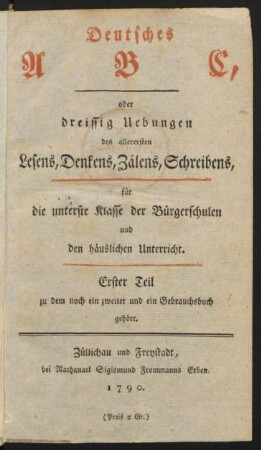 Deutsches
A B C,
oder
dreissig Uebungen
des allerersten
Lesens, Denkens, Zälens, Schreibens,
für
die unterste Klasse der Bürgerschulen
und
den häuslichen Unterricht.
Erster Teil
zu dem noch ein zweiter und ein Gebrauchsbuch
gehört.
Züllichau und Freystadt,
bei Nathanael Sigismund Frommanns Erben.
1790.
(Preis 2 Gr.)